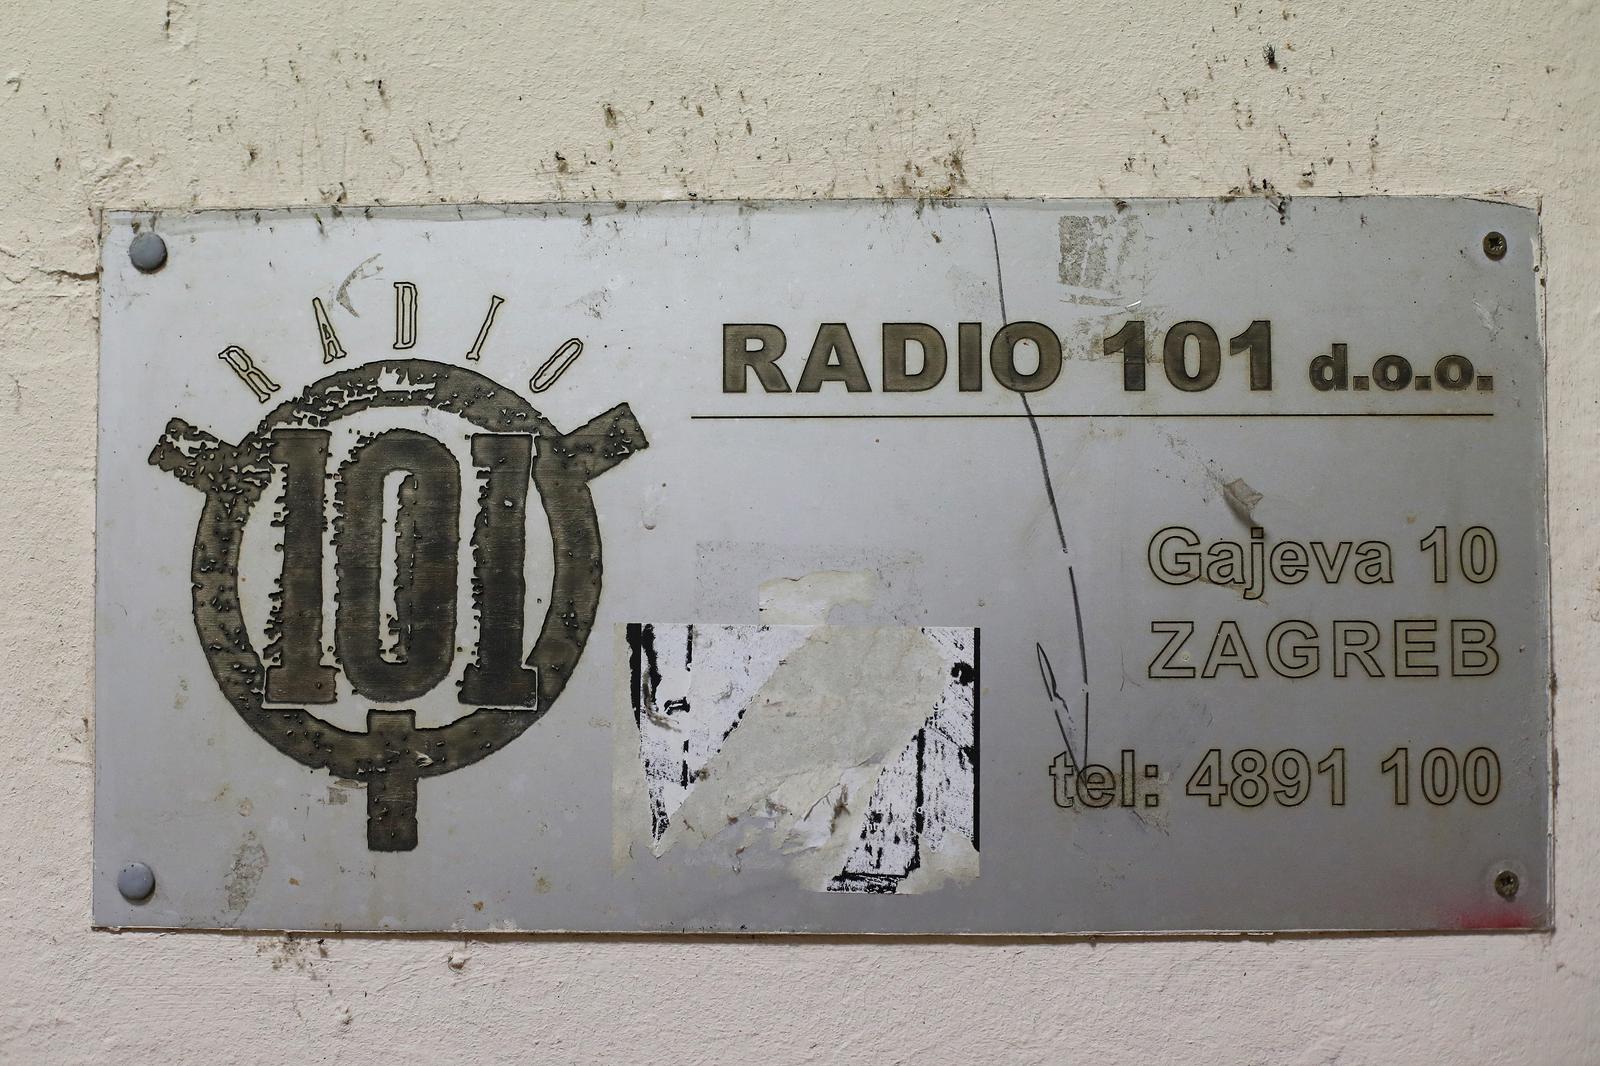 RADIO
101
RADIO 101 d.o.o.
Gajeva 10
ZAGREB
tel: 4891 100